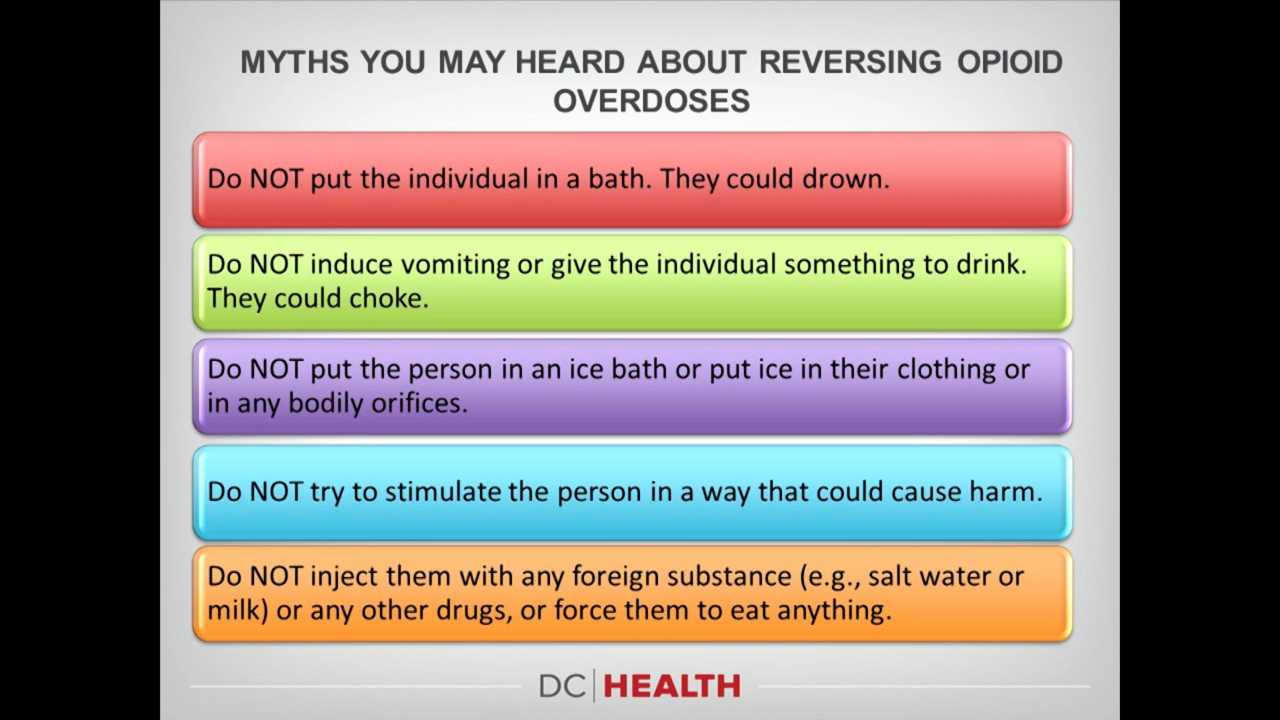 MYTHS YOU MAY HEARD ABOUT REVERSING OPIOID
OVERDOSES
Do NOT put the individual in a bath. They could drown.
Do NOT induce vomiting or give the individual something to drink.
They could choke.
Do NOT put the person in an ice bath or put ice in their clothing or
in any bodily orifices.
Do NOT try to stimulate the person in a way that could cause harm.
Do NOT inject them with any foreign substance (e.g., salt water or
milk) or any other drugs, or force them to eat anything.
DC|HEALTH